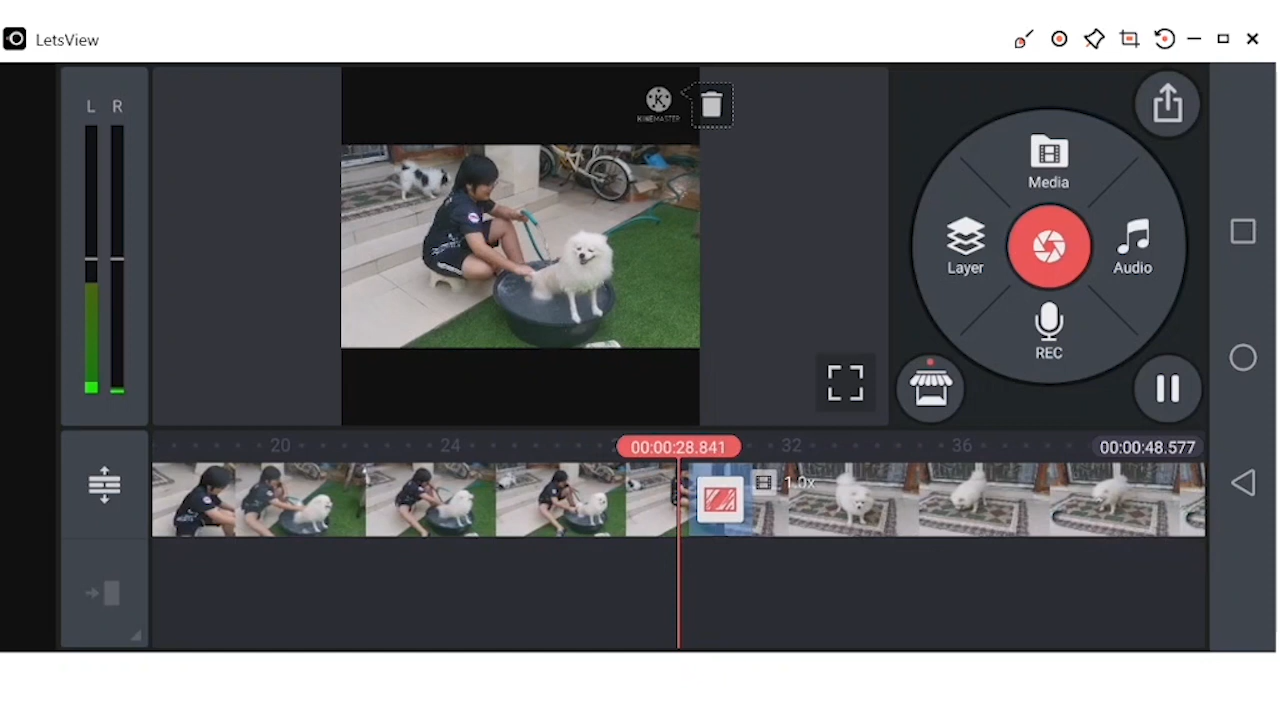 LetsView
L R
KINEMASTER
Media
Layer
Audio
REC
20 24 00:00:28.841 32 36 00:00:48.577
1.0x